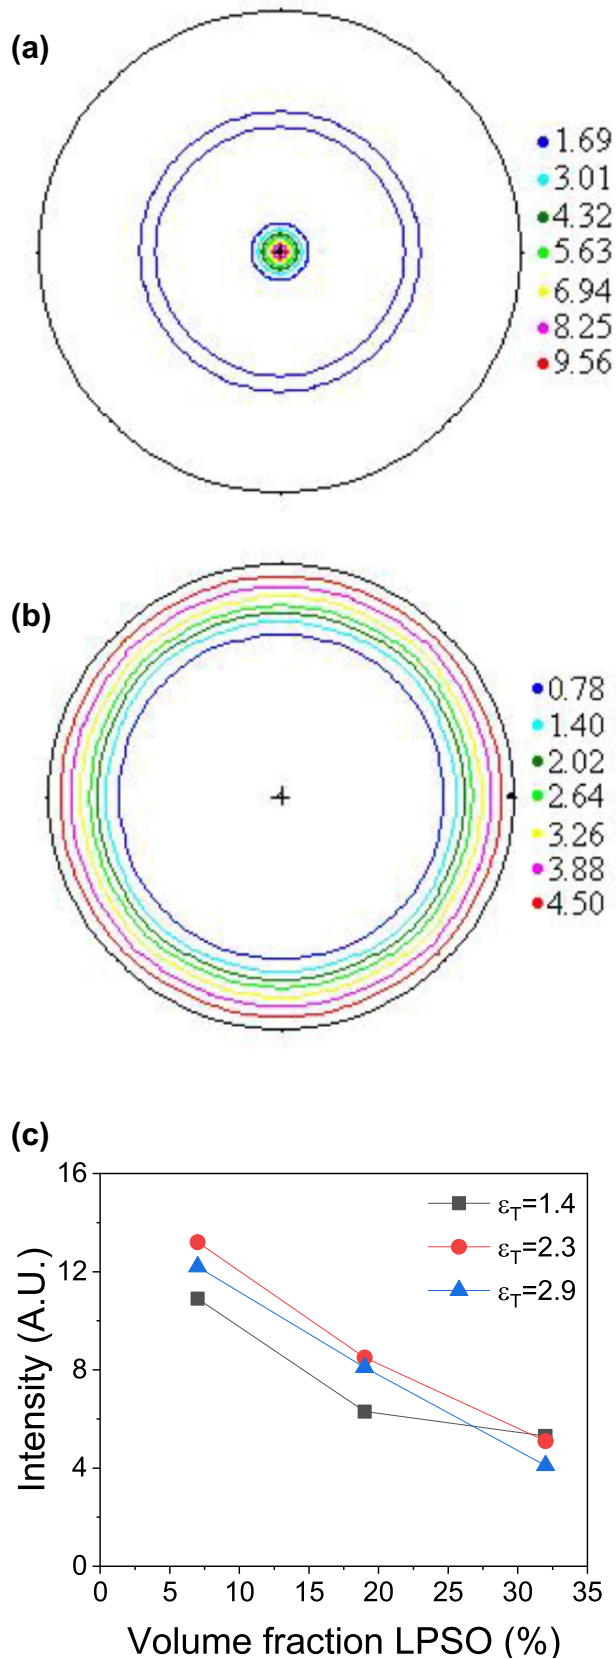 (a)
1.69
3.01
4.32
5.63
6.94
8.25
9.56
(b)
0.78
1.40
2.02
2.64
3.26
3.88
4.50
(c)
16
12
8
4
0
0 5 10 15 20 25 30 35
Intensity (A.U.)
Volume fraction LPSO (%)
εT=1.4
εT=2.3
εT=2.9